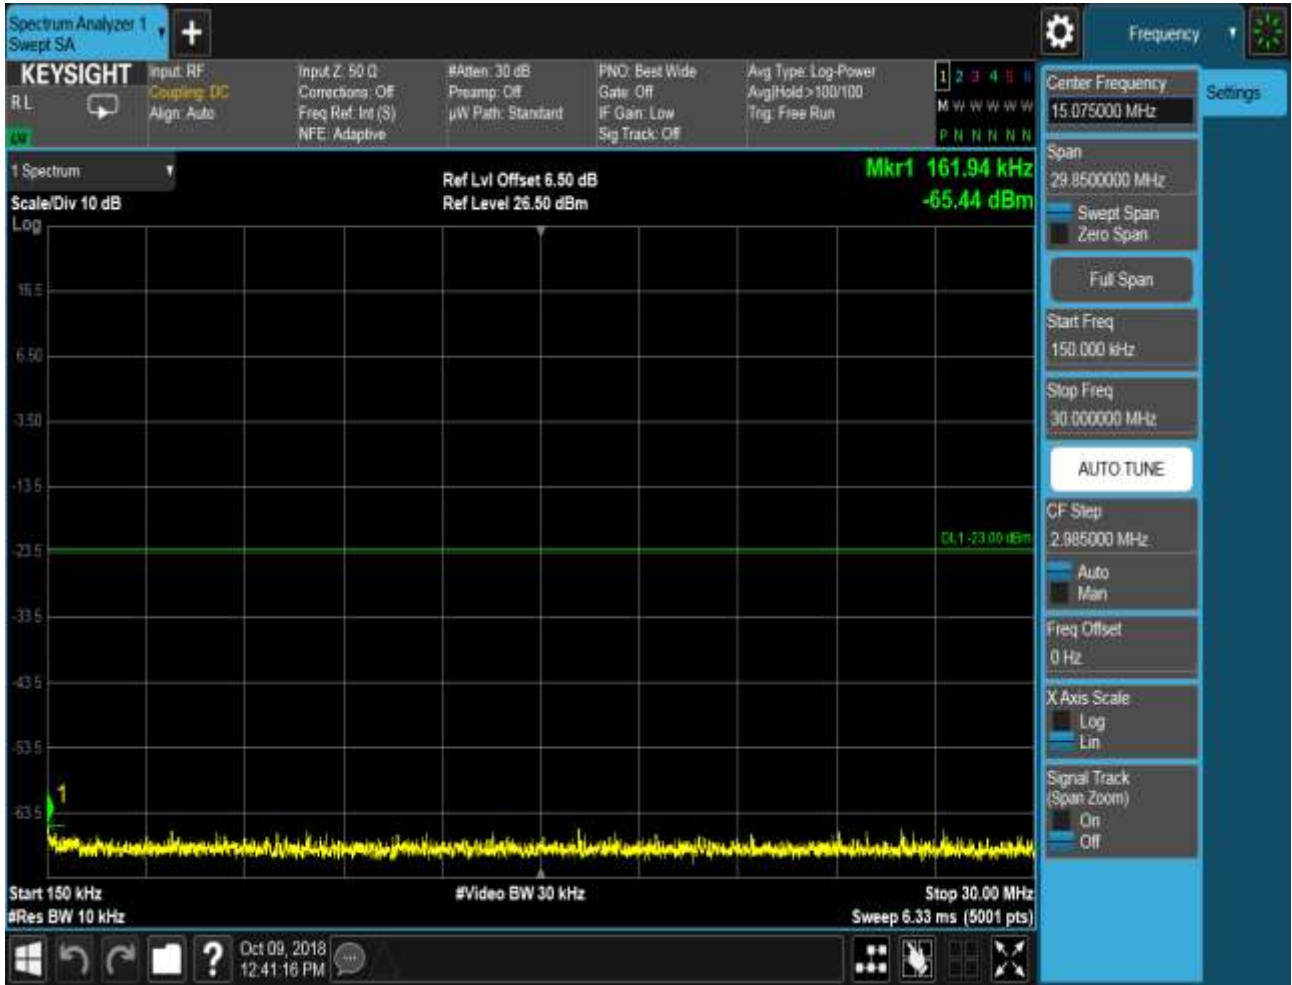 Spectrum Analyzer 1
Swept SA
+
Frequency
KEYSIGHT
RL
LW
Input: RF
Coupling: DC
Align: Auto
Input Z: 50 Ω
Corrections: Off
Freq Ref: Int (S)
NFE: Adaptive
#Atten: 30 dB
Preamp: Off
µW Path: Standard
PNO: Best Wide
Gate: Off
IF Gain: Low
Sig Track: Off
Avg Type: Log-Power
Avg|Hold:>100/100
Trig: Free Run
1 2 3 4 5 6
M W W W W W
P N N N N N
1 Spectrum
Scale/Div 10 dB
Log
Ref Lvl Offset 6.50 dB
Ref Level 26.50 dBm
Mkr1 161.94 kHz
-65.44 dBm
16.5
6.50
-3.50
-13.5
-23.5
-33.5
-43.5
-53.5
-63.5
DL1 -23.00 dBm
1
Start 150 kHz
#Res BW 10 kHz
#Video BW 30 kHz
Stop 30.00 MHz
Sweep 6.33 ms (5001 pts)
Center Frequency
15.075000 MHz
Settings
Span
29.8500000 MHz
Swept Span
Zero Span
Full Span
Start Freq
150.000 kHz
Stop Freq
30.000000 MHz
AUTO TUNE
CF Step
2.985000 MHz
Auto
Man
Freq Offset
0 Hz
X Axis Scale
Log
Lin
Signal Track
(Span Zoom)
On
Off
?
Oct 09, 2018
12:41:16 PM